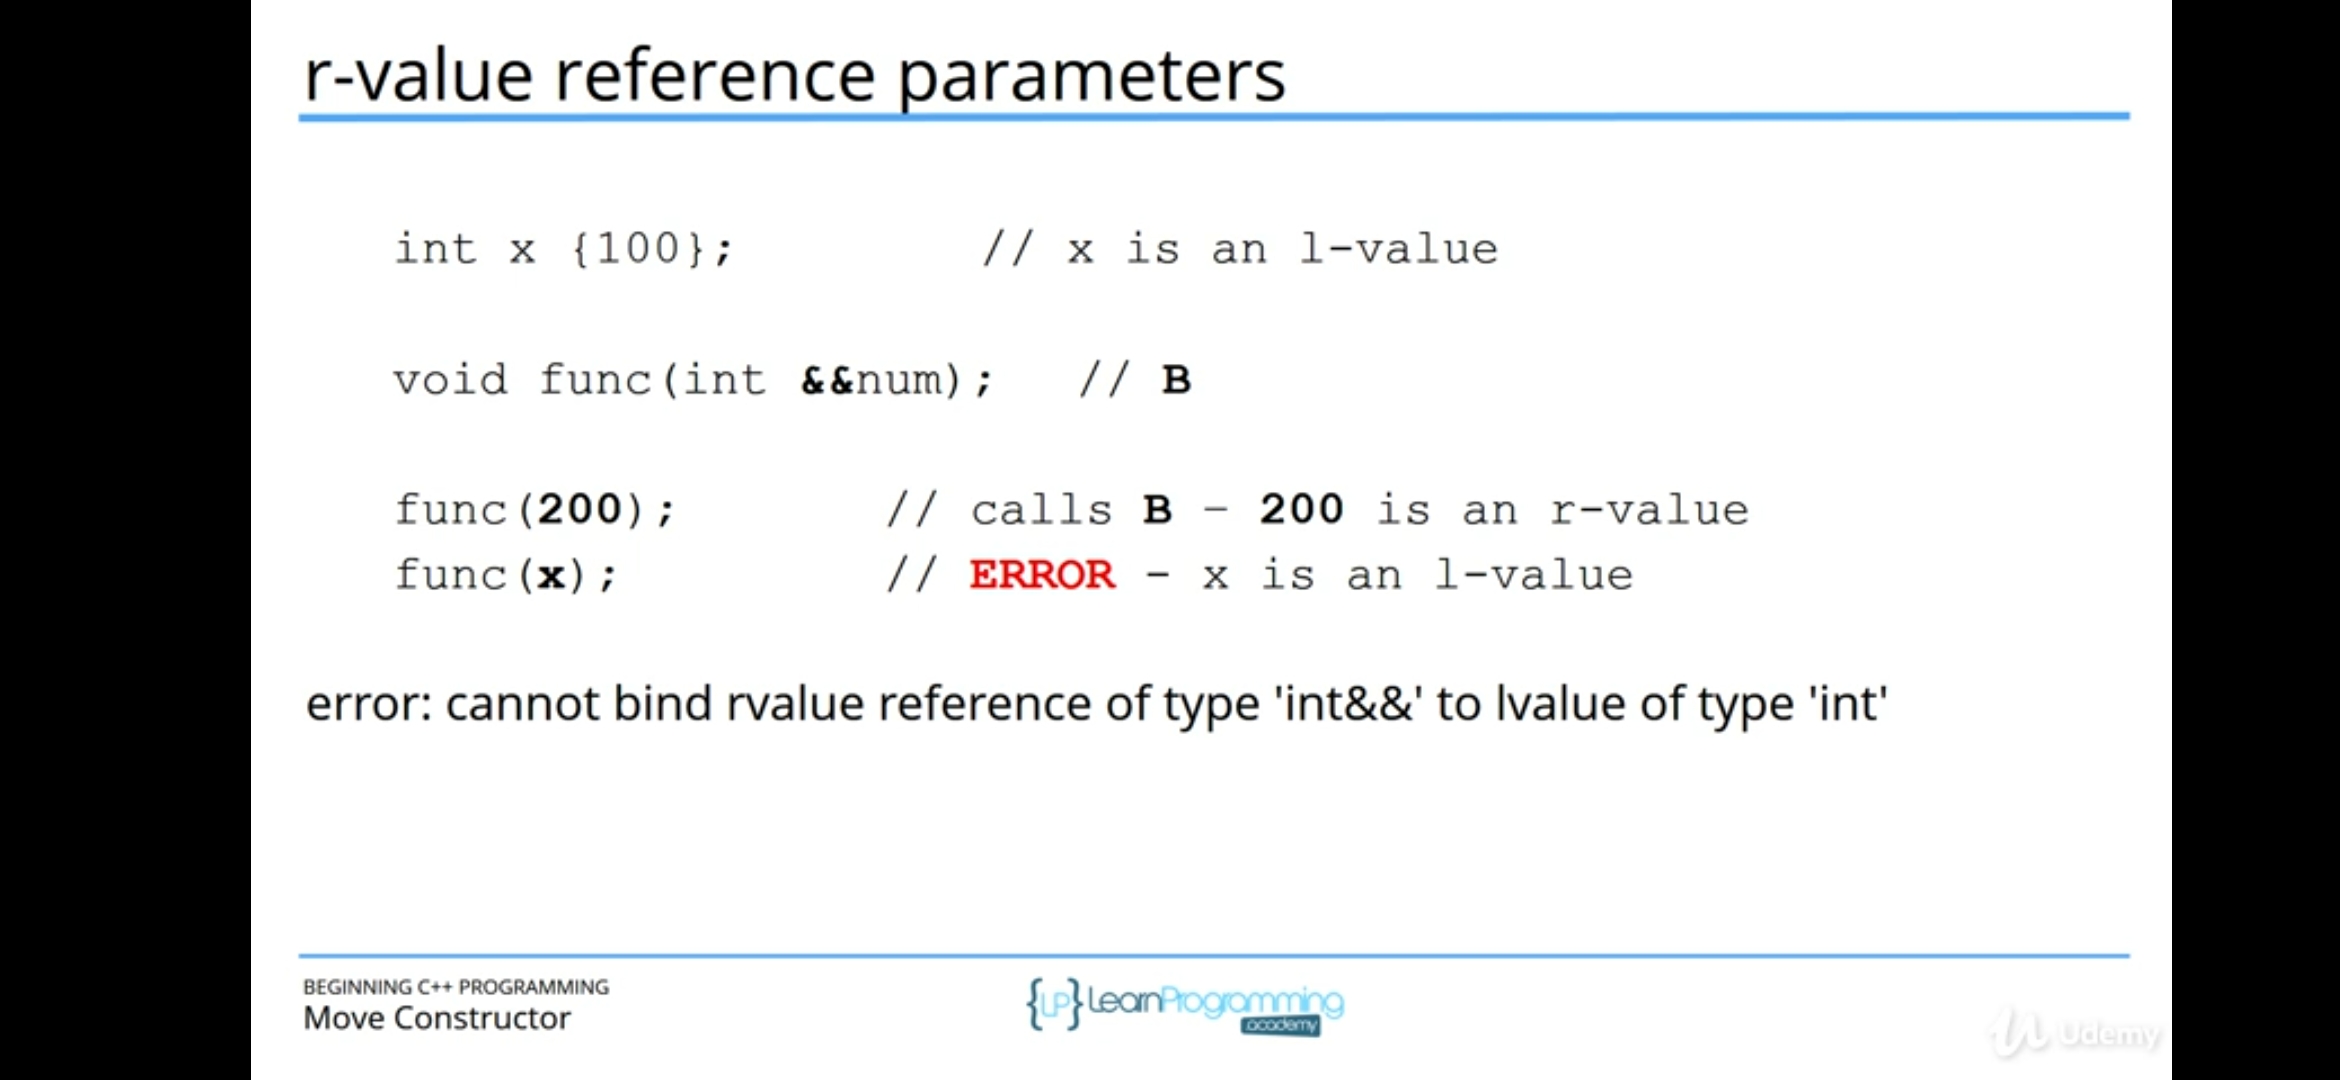 r-value reference parameters
int x {100}; // x is an l-value
void func(int &&num); // B
func(200); // calls B – 200 is an r-value
func(x); // ERROR – x is an l-value
error: cannot bind rvalue reference of type 'int&&' to lvalue of type 'int'
BEGINNING C++ PROGRAMMING
Move Constructor
{LP} LearnProgramming
academy
Udemy